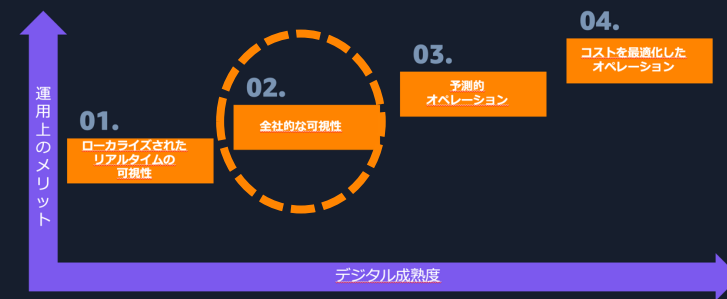 04.
コストを最適化した
オペレーション
03.
予測的
オペレーション
02.
全社的な可視性
01.
ローカライズされた
リアルタイムの
可視性
運用上のメリット
デジタル成熟度